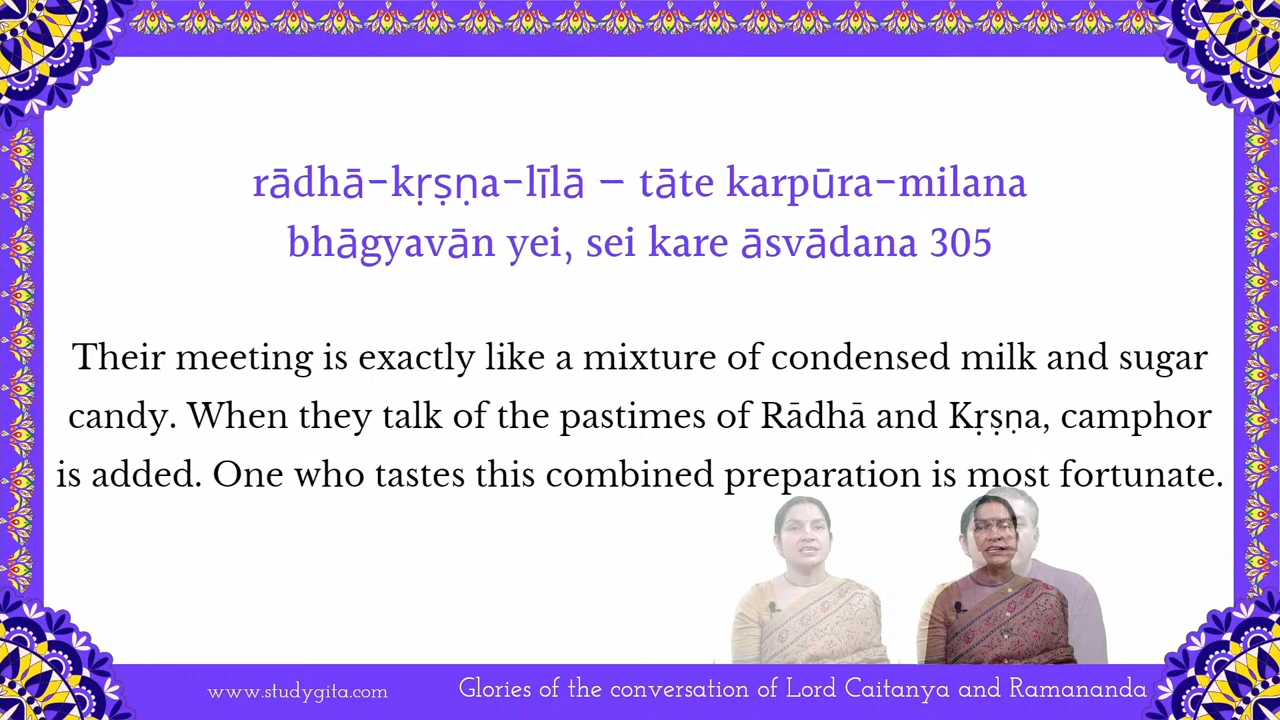 rādhā-kṛṣṇa-līlā – tāte karpūra-milana
bhāgyavān yei, sei kare āsvādana 305
Their meeting is exactly like a mixture of condensed milk and sugar
candy. When they talk of the pastimes of Rādhā and Kṛṣṇa, camphor
is added. One who tastes this combined preparation is most fortunate.
www.studygita.com
Glories of the conversation of Lord Caitanya and Ramananda